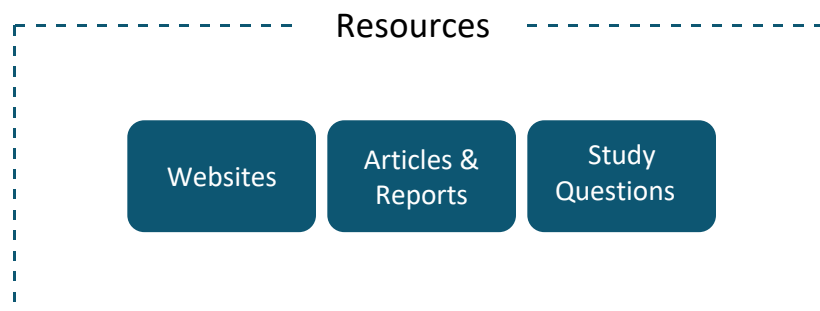 Resources
Websites
Articles &
Reports
Study
Questions